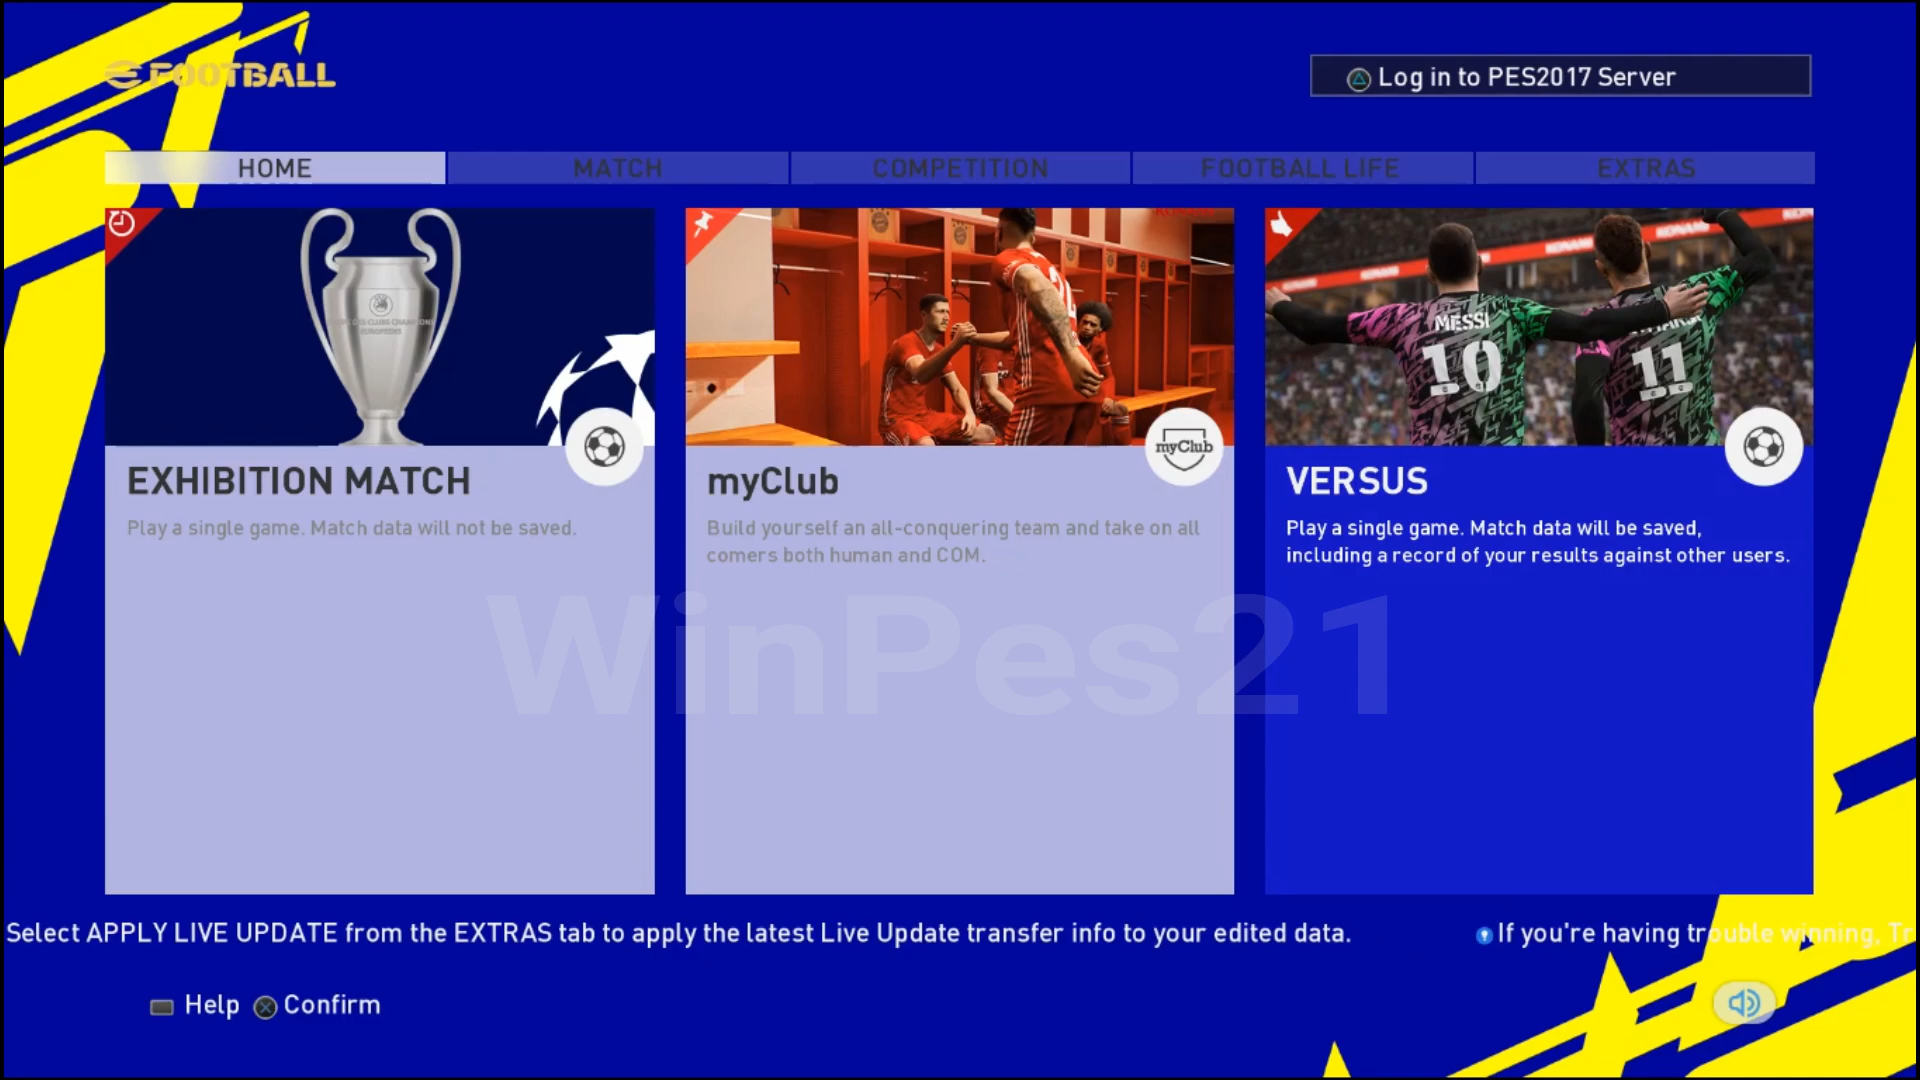 eFOOTBALL
Log in to PES2017 Server
HOME MATCH COMPETITION FOOTBALL LIFE EXTRAS
KONAMI KONAMI
MESSI
10 11
myClub
EXHIBITION MATCH
Play a single game. Match data will not be saved.
myClub
Build yourself an all-conquering team and take on all
comers both human and COM.
VERSUS
Play a single game. Match data will be saved,
including a record of your results against other users.
WinPes21
Select APPLY LIVE UPDATE from the EXTRAS tab to apply the latest Live Update transfer info to your edited data.
If you're having trouble winning, Tr
Help Confirm